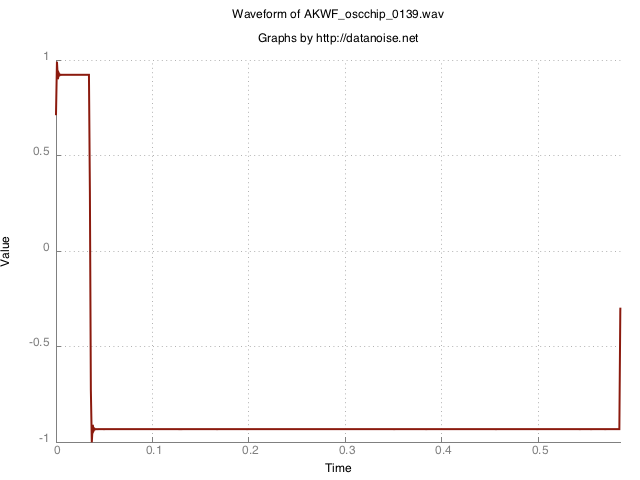 Waveform of AKWF_oscchip_0139.wav
Graphs by http://datanoise.net
1
0.5
0
-0.5
-1
Value
0
0.1
0.2
0.3
0.4
0.5
Time